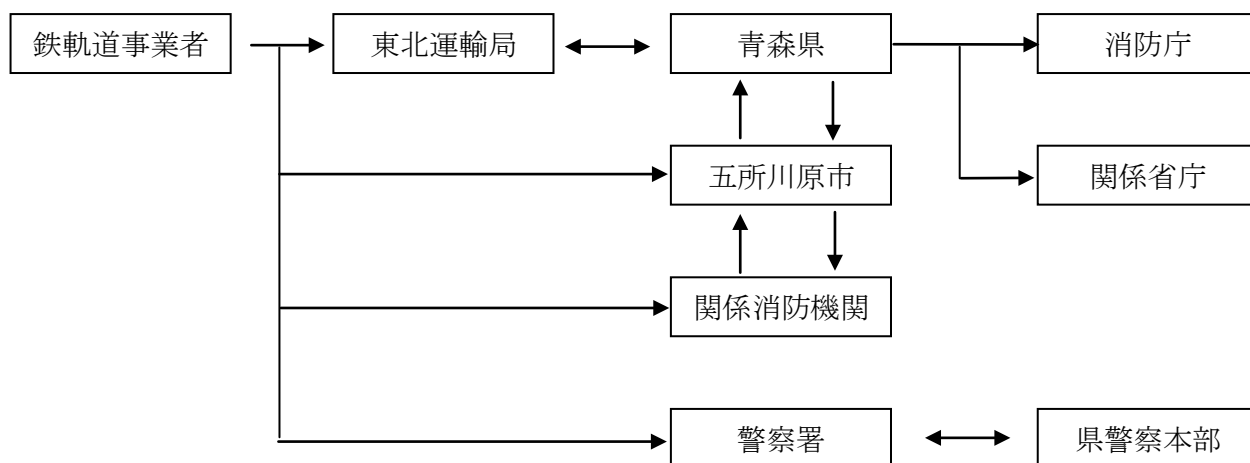 鉄軌道事業者
東北運輸局
青森県
消防庁
五所川原市
関係省庁
関係消防機関
警察署
県警察本部